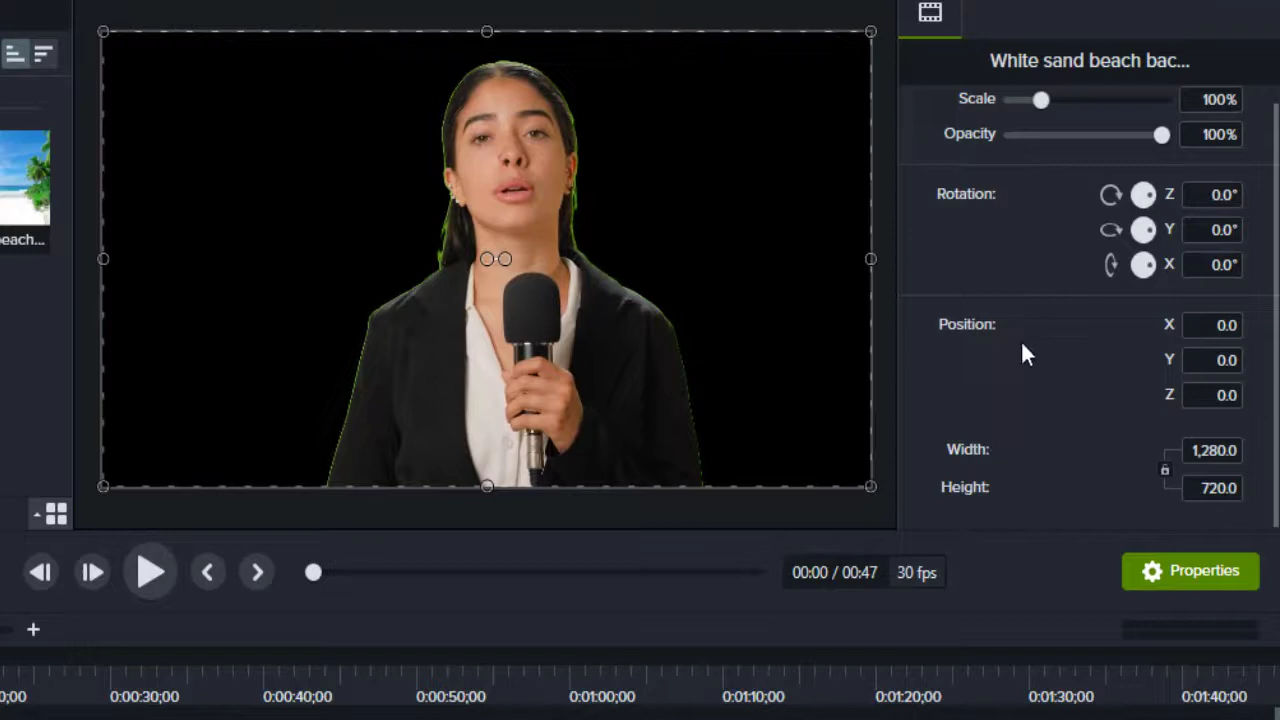 White sand beach bac...
Scale 100%
Opacity 100%
Rotation: Z 0.0°
Y 0.0°
X 0.0°
each...
Position: X 0.0
Y 0.0
Z 0.0
Width: 1,280.0
Height: 720.0
00:00 / 00:47 30 fps
Properties
0;00 0:00:30;00 0:00:40;00 0:00:50;00 0:01:00;00 0:01:10;00 0:01:20;00 0:01:30;00 0:01:40;00